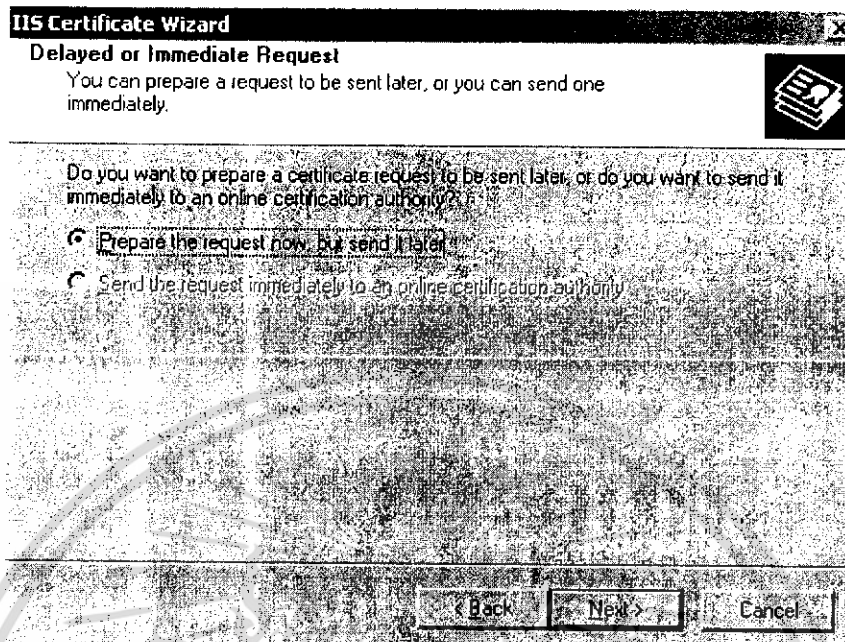 IIS Certificate Wizard
Delayed or Immediate Request
You can prepare a request to be sent later, or you can send one
immediately.
Do you want to prepare a certificate request to be sent later, or do you want to send it
immediately to an online certification authority?
Prepare the request now, but send it later
Send the request immediately to an online certification authority
< Back
Next >
Cancel